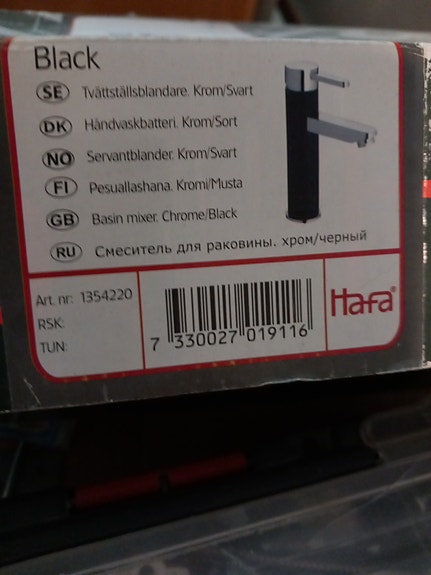 Black
SE Tvättställsblandare. Krom/Svart
DK Håndvaskbatteri. Krom/Sort
NO Servantblander. Krom/Svart
FI Pesuallashana. Kromi/Musta
GB Basin mixer. Chrome/Black
RU Смеситель для раковины. хром/черный
Art. nr: 1354220
RSK:
TUN:
7 330027 019116
Hafa®